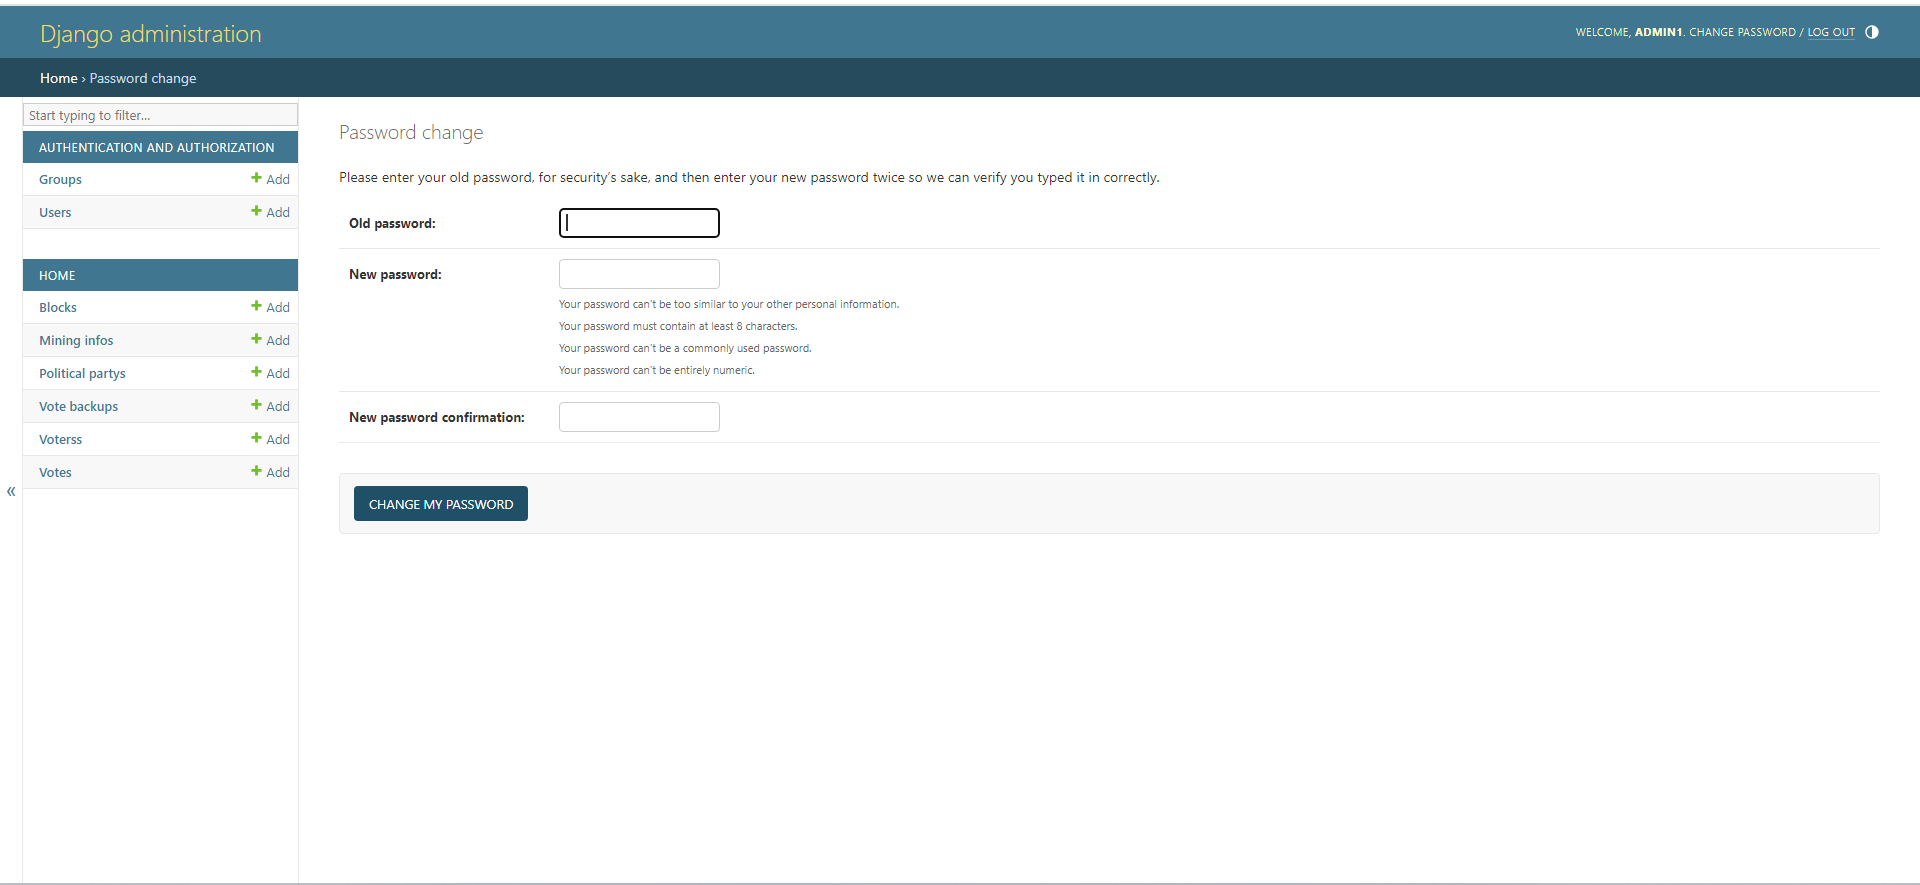 Django administration
WELCOME, ADMIN1. CHANGE PASSWORD / LOG OUT
Home › Password change
Start typing to filter...
AUTHENTICATION AND AUTHORIZATION
Groups + Add
Users + Add
HOME
Blocks + Add
Mining infos + Add
Political partys + Add
Vote backups + Add
Voterss + Add
Votes + Add
«
Password change
Please enter your old password, for security’s sake, and then enter your new password twice so we can verify you typed it in correctly.
Old password:
New password:
Your password can’t be too similar to your other personal information.
Your password must contain at least 8 characters.
Your password can’t be a commonly used password.
Your password can’t be entirely numeric.
New password confirmation:
CHANGE MY PASSWORD